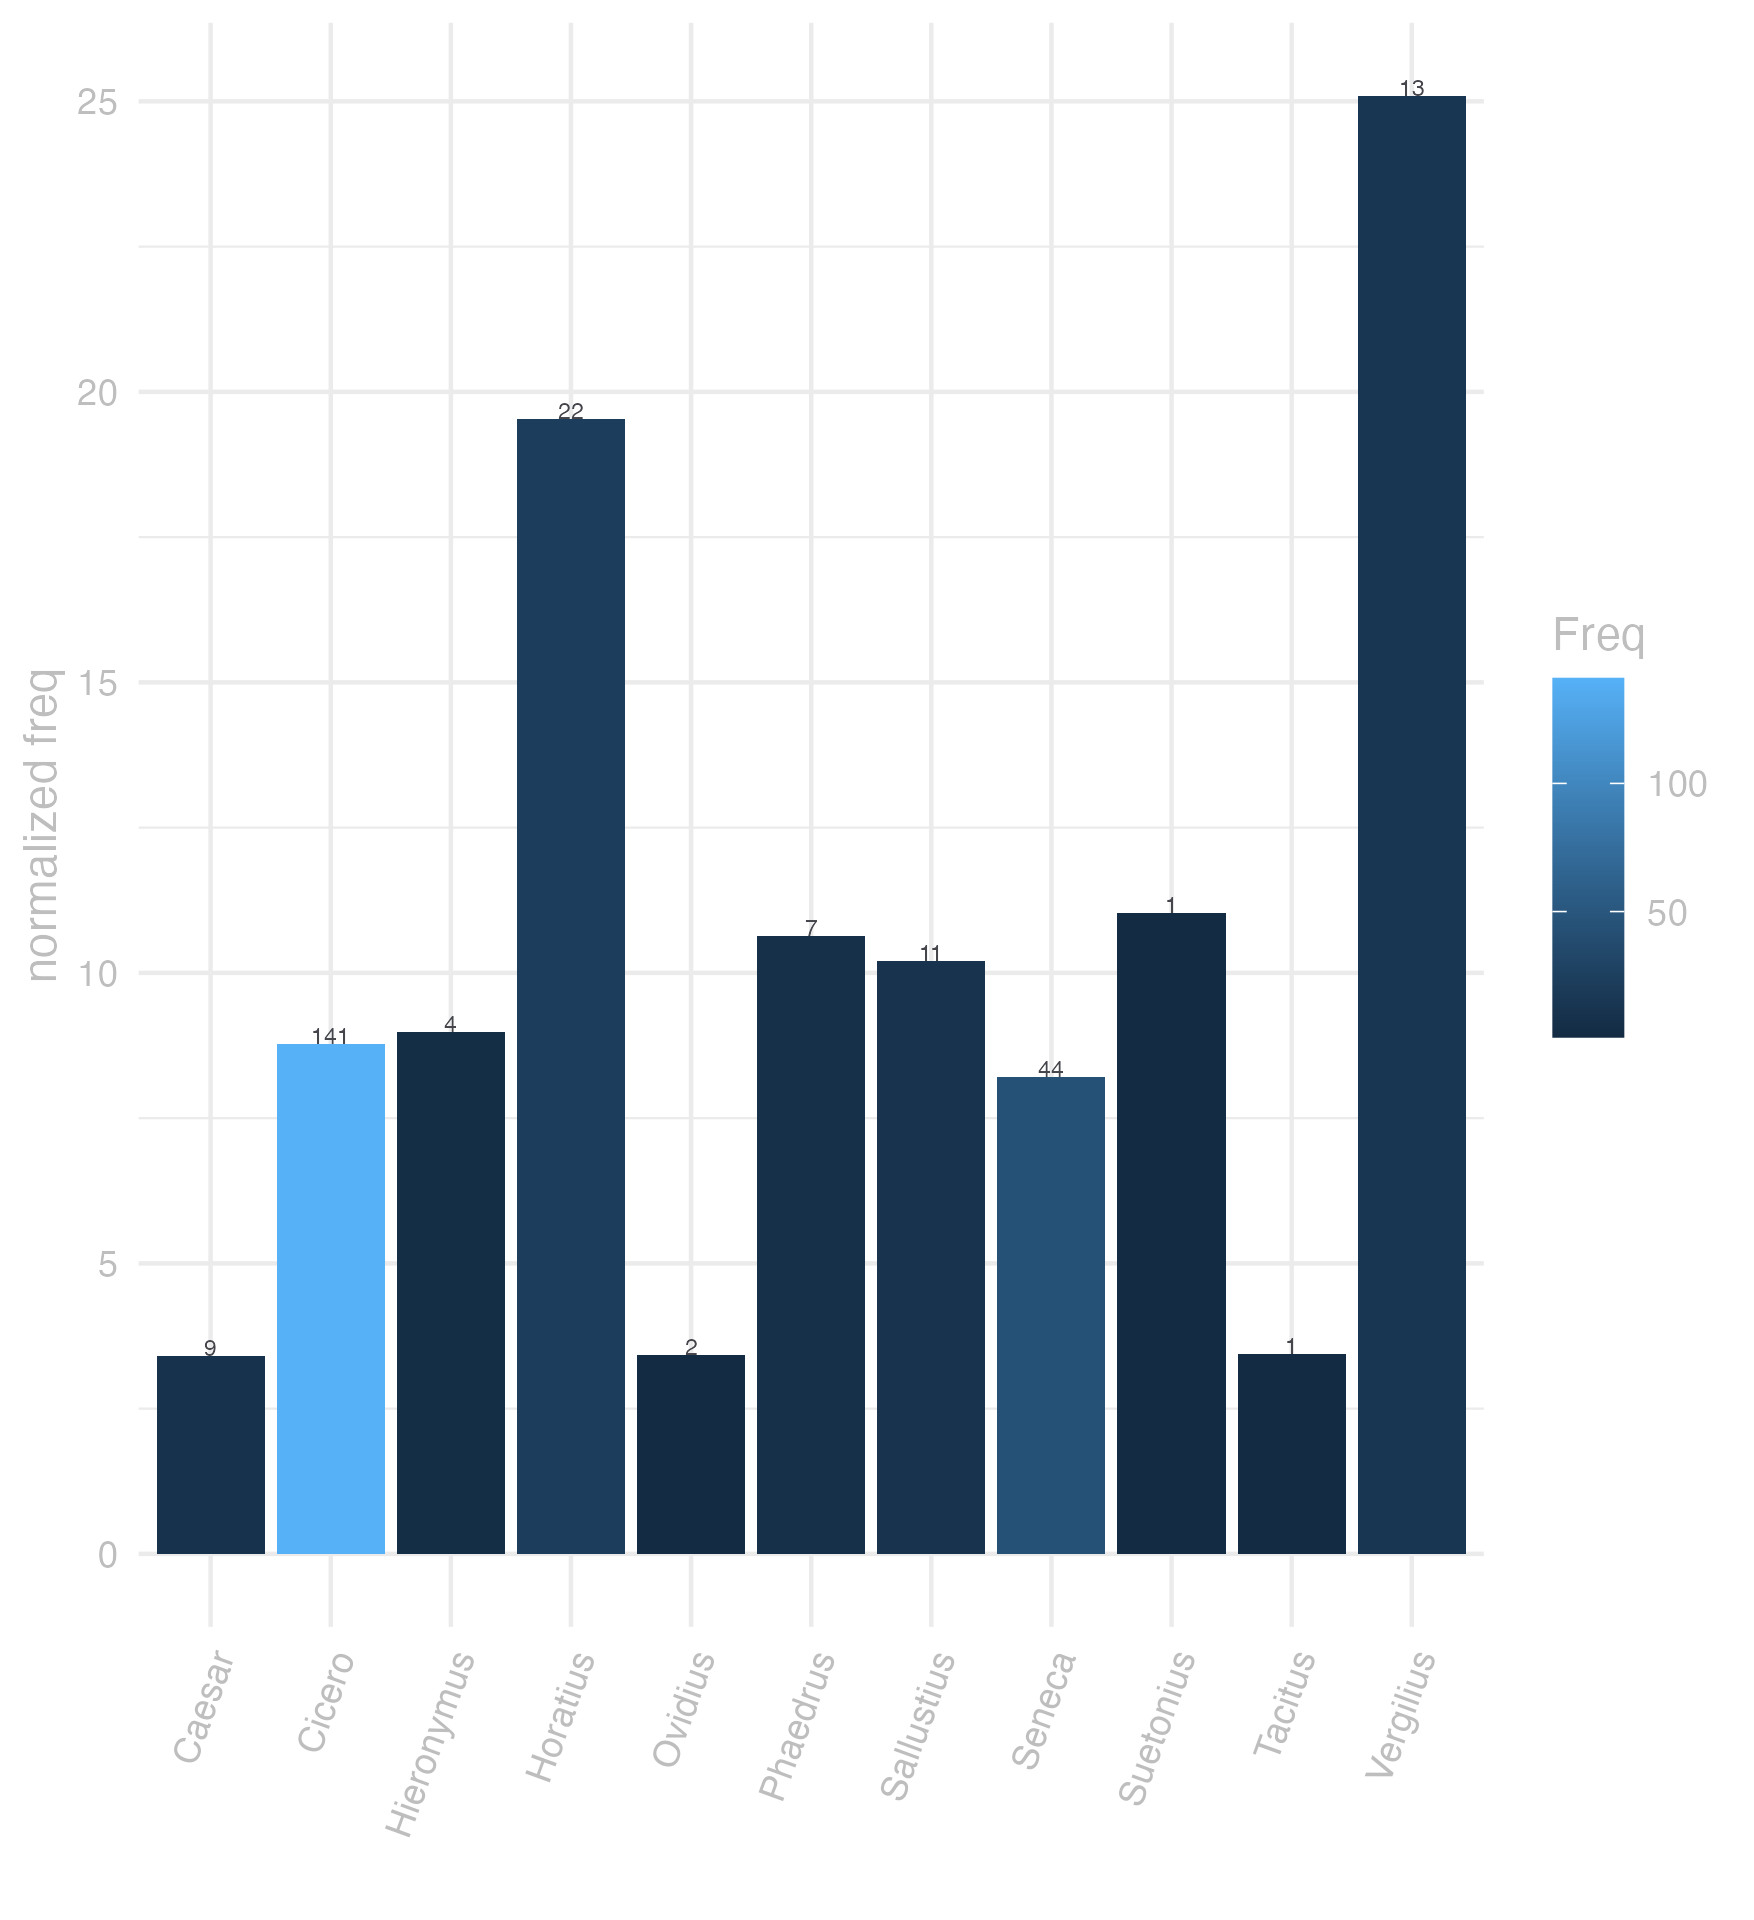 25
20
15
10
5
0
normalized freq
13
22
7
11
1
141
4
44
9
2
1
Freq
100
50
Caesar
Cicero
Hieronymus
Horatius
Ovidius
Phaedrus
Sallustius
Seneca
Suetonius
Tacitus
Vergilius